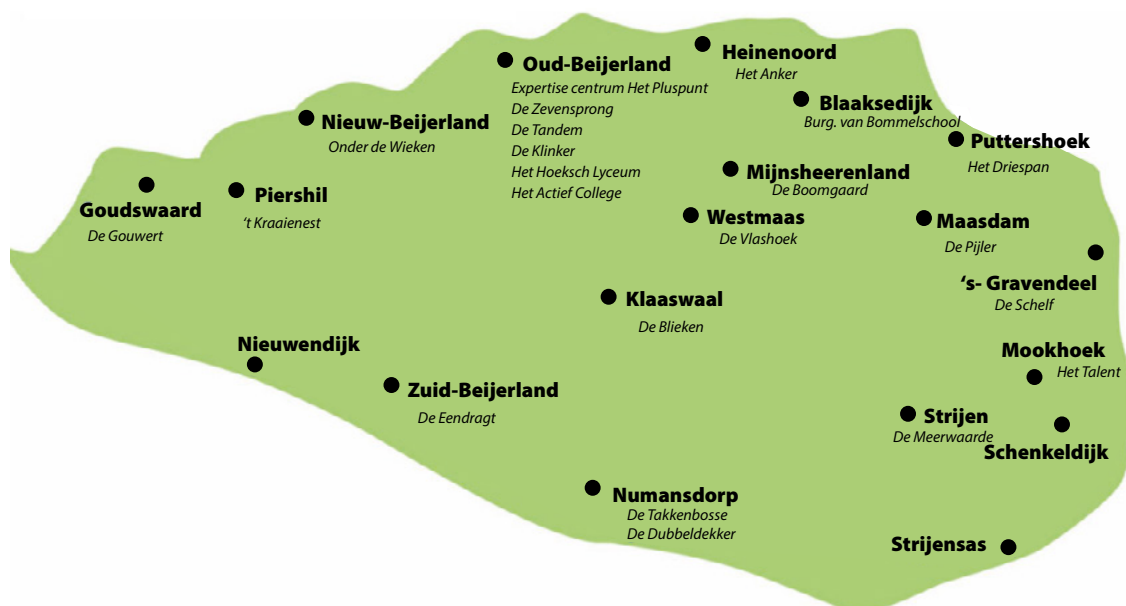 Heinenoord
Het Anker
Oud-Beijerland
Expertise centrum Het Pluspunt
De Zevensprong
De Tandem
De Klinker
Het Hoeksch Lyceum
Het Actief College
Blaaksedijk
Burg. van Bommelschool
Nieuw-Beijerland
Onder de Wieken
Puttershoek
Het Driespan
Mijnsheerenland
De Boomgaard
Piershil
‘t Kraaienest
Goudswaard
De Gouwert
Westmaas
De Vlashoek
Maasdam
De Pijler
‘s- Gravendeel
De Schelf
Klaaswaal
De Blieken
Nieuwendijk
Mookhoek
Het Talent
Zuid-Beijerland
De Eendragt
Strijen
De Meerwaarde
Schenkeldijk
Numansdorp
De Takkenbosse
De Dubbeldekker
Strijensas